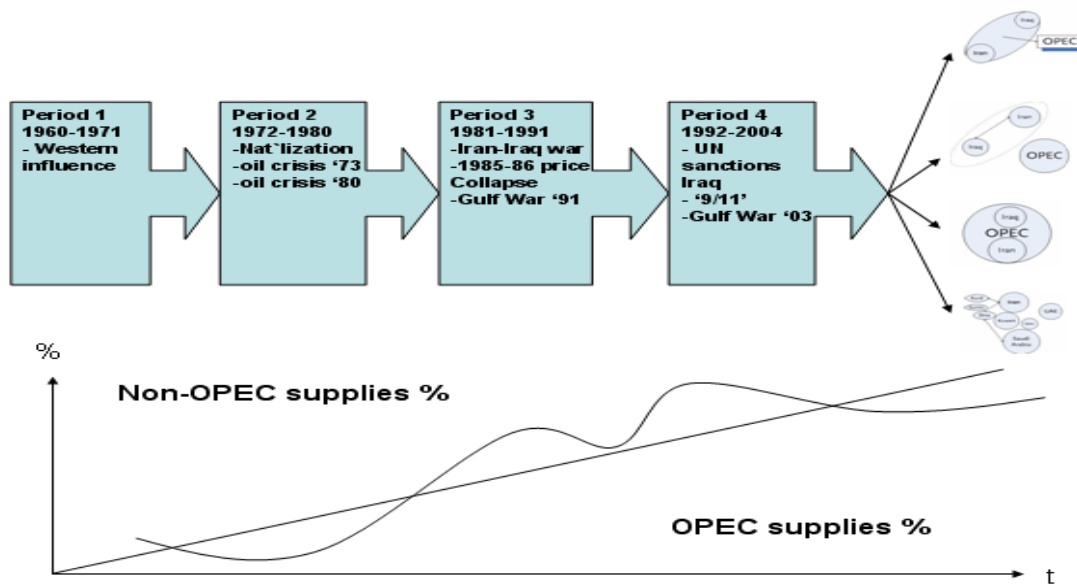 Period 1
1960-1971
- Western
influence
Period 2
1972-1980
-Nat`lization
-oil crisis ‘73
-oil crisis ‘80
Period 3
1981-1991
-Iran-Iraq war
-1985-86 price
Collapse
-Gulf War ‘91
Period 4
1992-2004
- UN
sanctions
Iraq
- ‘9/11’
-Gulf War ‘03
Iraq
OPEC
Iran
Iran
Iraq
OPEC
Iraq
OPEC
Iran
Iran
UAE
Kuwait
Saudi
Arabia
%
Non-OPEC supplies %
OPEC supplies %
t